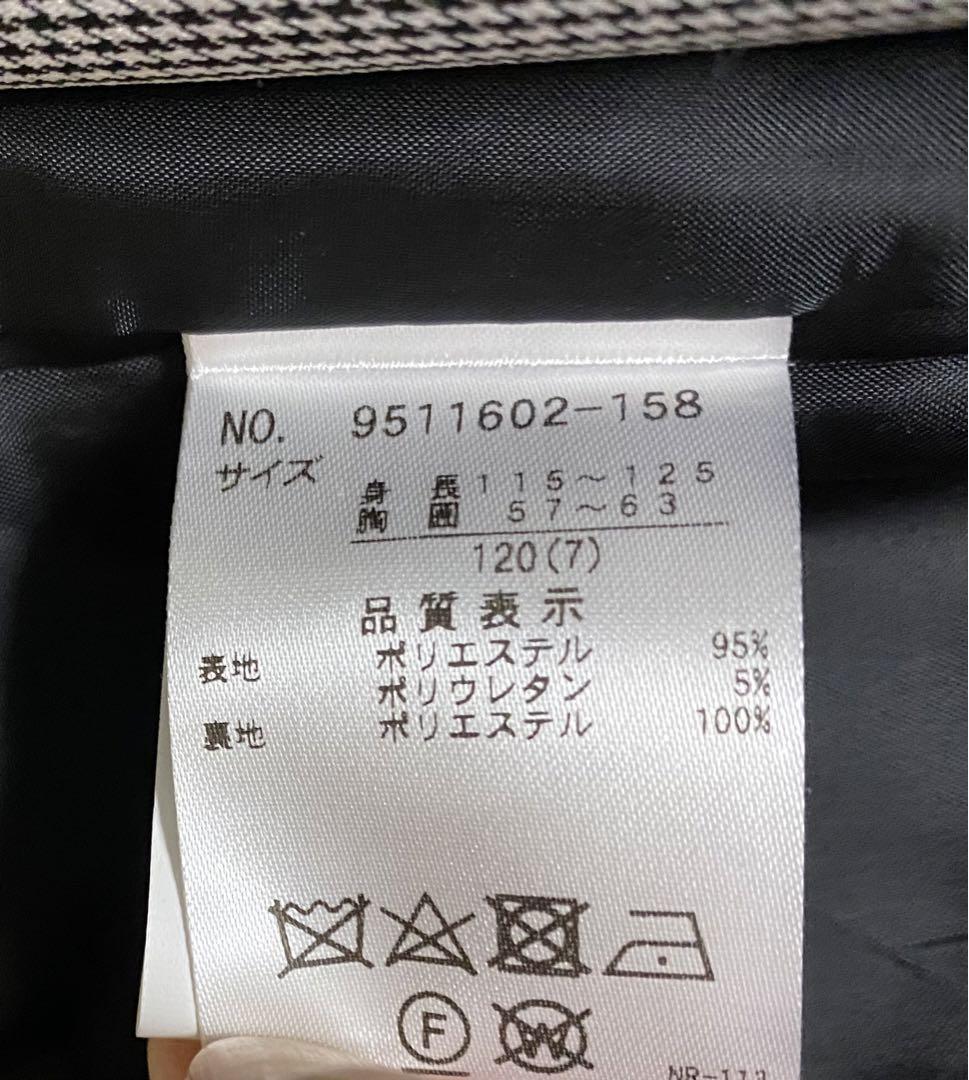 NO. 9511602-158
サイズ 身長 115～125
胸囲 57～63
120(7)
品質表示
表地 ポリエステル 95%
ポリウレタン 5%
裏地 ポリエステル 100%
F
W